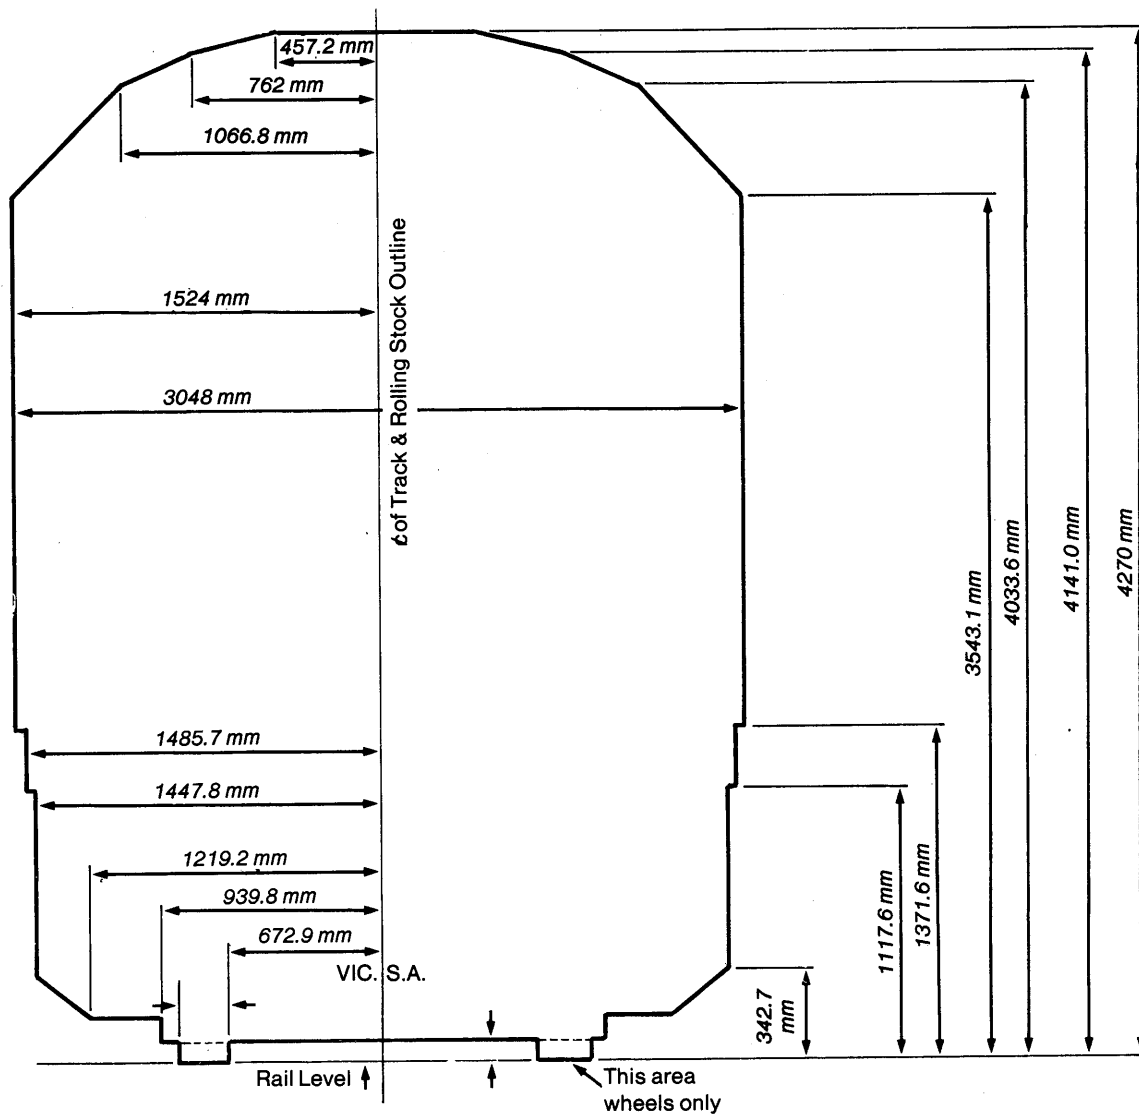 457.2 mm
762 mm
1066.8 mm
1524 mm
3048 mm
℄ of Track & Rolling Stock Outline
1485.7 mm
1447.8 mm
1219.2 mm
939.8 mm
672.9 mm
VIC. S.A.
Rail Level
This area
wheels only
342.7
mm
1117.6 mm
1371.6 mm
3543.1 mm
4033.6 mm
4141.0 mm
4270 mm